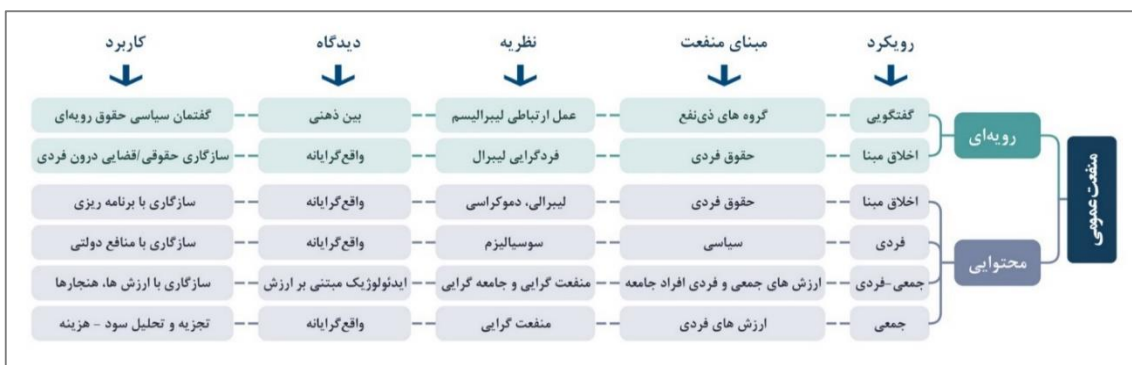 رویکرد مبنای منفعت نظریه دیدگاه کاربرد
منفعت عمومی
رویه‌ای
گفتگویی گروه های ذی‌نفع عمل ارتباطی لیبرالیسم بین ذهنی گفتمان سیاسی حقوق رویه‌ای
اخلاق مبنا حقوق فردی فردگرایی لیبرال واقع‌گرایانه سازگاری حقوقی/قضایی درون فردی
محتوایی
اخلاق مبنا حقوق فردی لیبرالی، دموکراسی واقع‌گرایانه سازگاری با برنامه ریزی
فردی سیاسی سوسیالیزم واقع‌گرایانه سازگاری با منافع دولتی
جمعی-فردی ارزش های جمعی و فردی افراد جامعه منفعت گرایی و جامعه گرایی ایدئولوژیک مبتنی بر ارزش سازگاری با ارزش ها، هنجارها
جمعی ارزش های فردی منفعت گرایی واقع‌گرایانه تجزیه و تحلیل سود - هزینه